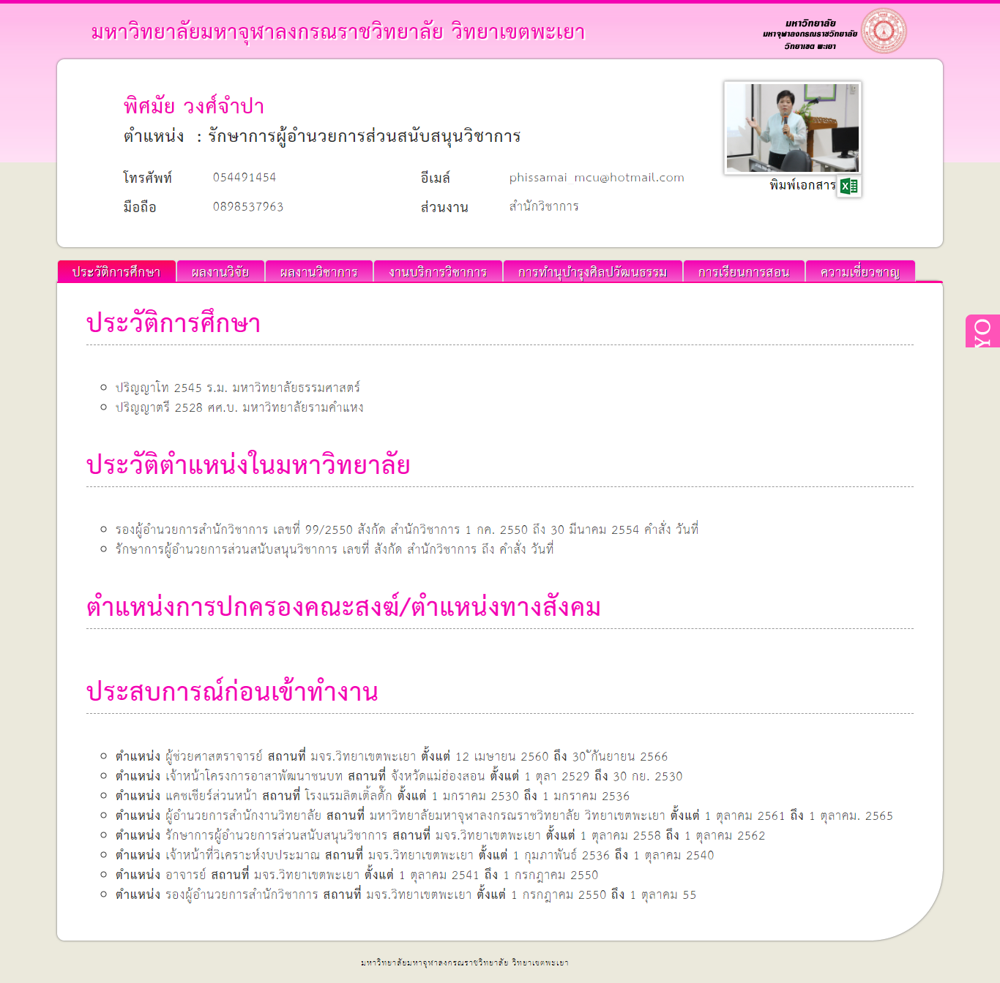 มหาวิทยาลัยมหาจุฬาลงกรณราชวิทยาลัย วิทยาเขตพะเยา
มหาวิทยาลัย
มหาจุฬาลงกรณราชวิทยาลัย
วิทยาเขต พะเยา
พิศมัย วงศ์จำปา
ตำแหน่ง : รักษาการผู้อำนวยการส่วนสนับสนุนวิชาการ
โทรศัพท์ 054491454 อีเมล์ phissamai_mcu@hotmail.com
มือถือ 0898537963 ส่วนงาน สำนักวิชาการ
พิมพ์เอกสาร
ประวัติการศึกษา ผลงานวิจัย ผลงานวิชาการ งานบริการวิชาการ การทำนุบำรุงศิลปวัฒนธรรม การเรียนการสอน ความเชี่ยวชาญ
YO
ประวัติการศึกษา
ปริญญาโท 2545 ร.ม. มหาวิทยาลัยธรรมศาสตร์
ปริญญาตรี 2528 ศศ.บ. มหาวิทยาลัยรามคำแหง
ประวัติตำแหน่งในมหาวิทยาลัย
รองผู้อำนวยการสำนักวิชาการ เลขที่ 99/2550 สังกัด สำนักวิชาการ 1 กค. 2550 ถึง 30 มีนาคม 2554 คำสั่ง วันที่
รักษาการผู้อำนวยการส่วนสนับสนุนวิชาการ เลขที่ สังกัด สำนักวิชาการ ถึง คำสั่ง วันที่
ตำแหน่งการปกครองคณะสงฆ์/ตำแหน่งทางสังคม
ประสบการณ์ก่อนเข้าทำงาน
ตำแหน่ง ผู้ช่วยศาสตราจารย์ สถานที่ มจร.วิทยาเขตพะเยา ตั้งแต่ 12 เมษายน 2560 ถึง 30 ักันยายน 2566
ตำแหน่ง เจ้าหน้าโครงการอาสาพัฒนาชนบท สถานที่ จังหวัดแม่ฮ่องสอน ตั้งแต่ 1 ตุลา 2529 ถึง 30 กย. 2530
ตำแหน่ง แคชเชียร์ส่วนหน้า สถานที่ โรงแรมลิตเติ้ลดั๊ก ตั้งแต่ 1 มกราคม 2530 ถึง 1 มกราคม 2536
ตำแหน่ง ผู้อำนวยการสำนักงานวิทยาลัย สถานที่ มหาวิทยาลัยมหาจุฬาลงกรณราชวิทยาลัย วิทยาเขตพะเยา ตั้งแต่ 1 ตุลาคม 2561 ถึง 1 ตุลาคม. 2565
ตำแหน่ง รักษาการผู้อำนวยการส่วนสนับสนุนวิชาการ สถานที่ มจร.วิทยาเขตพะเยา ตั้งแต่ 1 ตุลาคม 2558 ถึง 1 ตุลาคม 2562
ตำแหน่ง เจ้าหน้าที่วิเคราะห์งบประมาณ สถานที่ มจร.วิทยาเขตพะเยา ตั้งแต่ 1 กุมภาพันธ์ 2536 ถึง 1 ตุลาคม 2540
ตำแหน่ง อาจารย์ สถานที่ มจร.วิทยาเขตพะเยา ตั้งแต่ 1 ตุลาคม 2541 ถึง 1 กรกฎาคม 2550
ตำแหน่ง รองผู้อำนวยการสำนักวิชาการ สถานที่ มจร.วิทยาเขตพะเยา ตั้งแต่ 1 กรกฎาคม 2550 ถึง 1 ตุลาคม 55
มหาวิทยาลัยมหาจุฬาลงกรณราชวิทยาลัย วิทยาเขตพะเยา